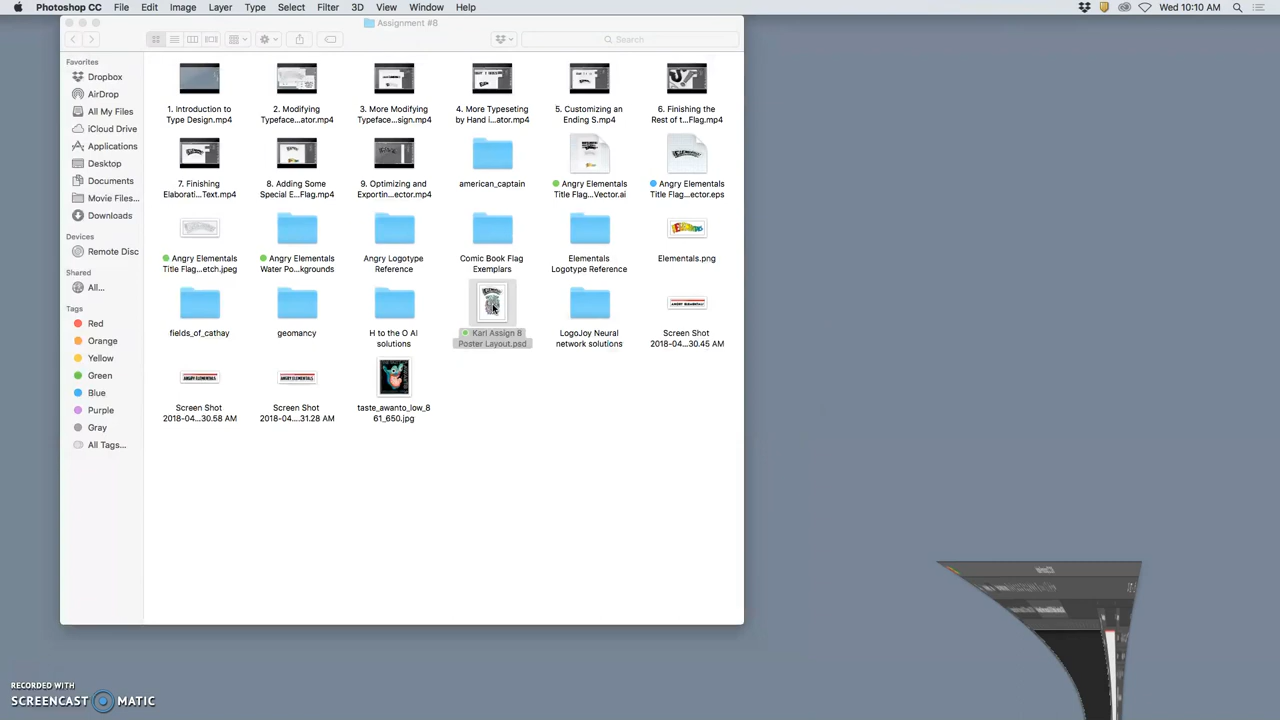 Photoshop CC File Edit Image Layer Type Select Filter 3D View Window Help Wed 10:10 AM
Assignment #8
Search
Favorites
Dropbox
AirDrop
All My Files
iCloud Drive
Applications
Desktop
Documents
Movie Files...
Downloads
Devices
Remote Disc
Shared
All...
Tags
Red
Orange
Yellow
Green
Blue
Purple
Gray
All Tags...
1. Introduction to
Type Design.mp4
2. Modifying
Typeface...ator.mp4
3. More Modifying
Typeface...sign.mp4
4. More Typeseting
by Hand i...ator.mp4
5. Customizing an
Ending S.mp4
6. Finishing the
Rest of t...Flag.mp4
7. Finishing
Elaborati...Text.mp4
8. Adding Some
Special E...Flag.mp4
9. Optimizing and
Exportin...ector.mp4
american_captain
Angry Elementals
Title Flag...Vector.ai
Angry Elementals
Title Flag...ector.eps
Angry Elementals
Title Flag...etch.jpeg
Angry Elementals
Water Po...kgrounds
Angry Logotype
Reference
Comic Book Flag
Exemplars
Elementals
Logotype Reference
Elementals.png
fields_of_cathay
geomancy
H to the O AI
solutions
Karl Assign 8
Poster Layout.psd
LogoJoy Neural
network solutions
Screen Shot
2018-04...30.45 AM
Screen Shot
2018-04...30.58 AM
Screen Shot
2018-04....31.28 AM
taste_awanto_low_8
61_650.jpg
RECORDED WITH
SCREENCAST MATIC